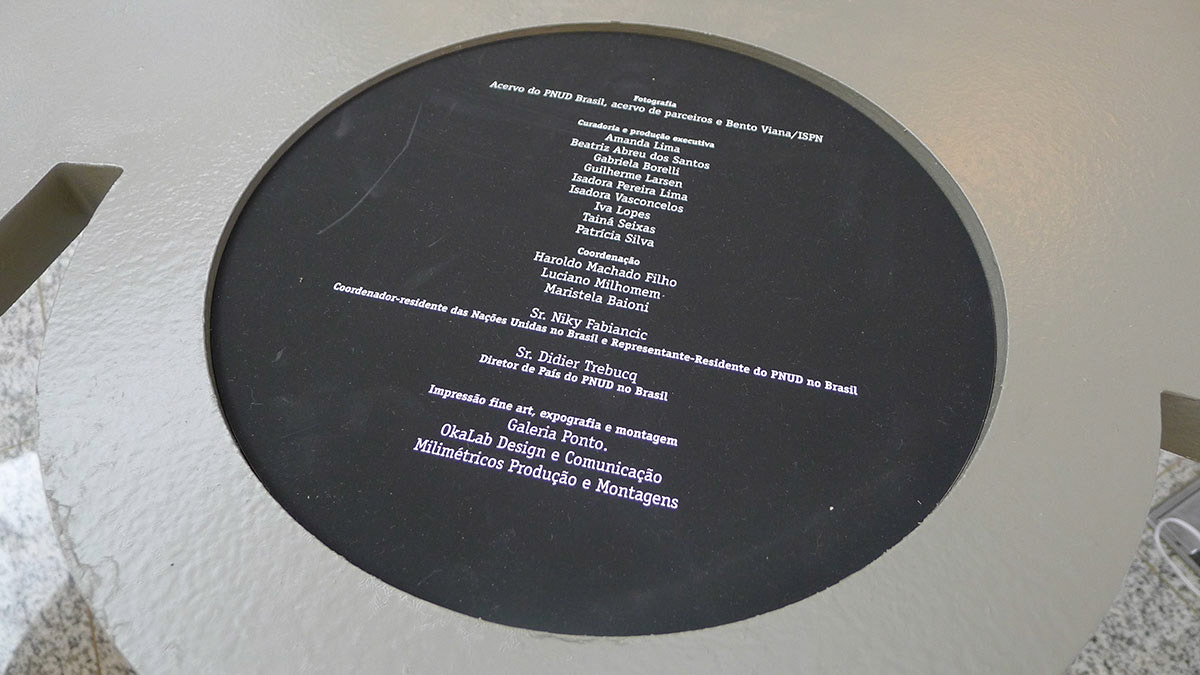 Fotografia
Acervo do PNUD Brasil, acervo de parceiros e Bento Viana/ISPN
Curadoria e produção executiva
Amanda Lima
Beatriz Abreu dos Santos
Gabriela Borelli
Guilherme Larsen
Isadora Pereira Lima
Isadora Vasconcelos
Iva Lopes
Tainá Seixas
Patrícia Silva
Coordenação
Haroldo Machado Filho
Luciano Milhomem
Maristela Baioni
Sr. Niky Fabiancic
Coordenador-residente das Nações Unidas no Brasil e Representante-Residente do PNUD no Brasil
Sr. Didier Trebucq
Diretor de País do PNUD no Brasil
Impressão fine art, expografia e montagem
Galeria Ponto.
OkaLab Design e Comunicação
Milimétricos Produção e Montagens